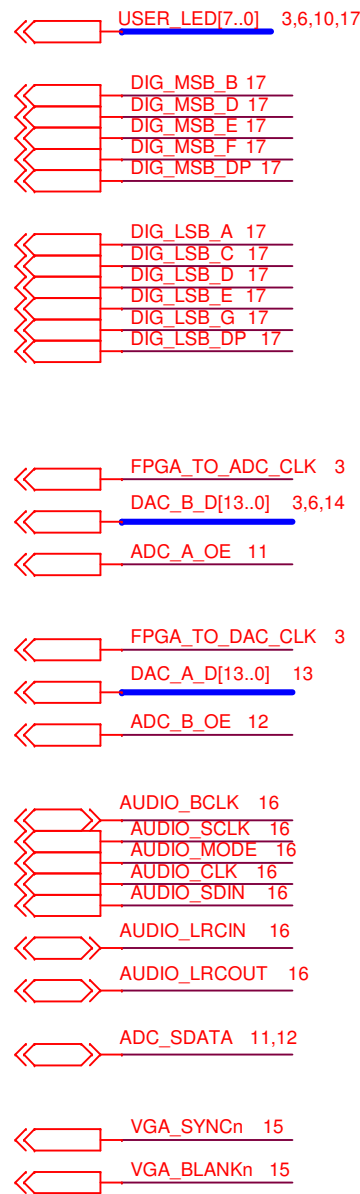 USER_LED[7..0] 3,6,10,17
DIG_MSB_B 17
DIG_MSB_D 17
DIG_MSB_E 17
DIG_MSB_F 17
DIG_MSB_DP 17
DIG_LSB_A 17
DIG_LSB_C 17
DIG_LSB_D 17
DIG_LSB_E 17
DIG_LSB_G 17
DIG_LSB_DP 17
FPGA_TO_ADC_CLK 3
DAC_B_D[13..0] 3,6,14
ADC_A_OE 11
FPGA_TO_DAC_CLK 3
DAC_A_D[13..0] 13
ADC_B_OE 12
AUDIO_BCLK 16
AUDIO_SCLK 16
AUDIO_MODE 16
AUDIO_CLK 16
AUDIO_SDIN 16
AUDIO_LRCIN 16
AUDIO_LRCOUT 16
ADC_SDATA 11,12
VGA_SYNCn 15
VGA_BLANKn 15